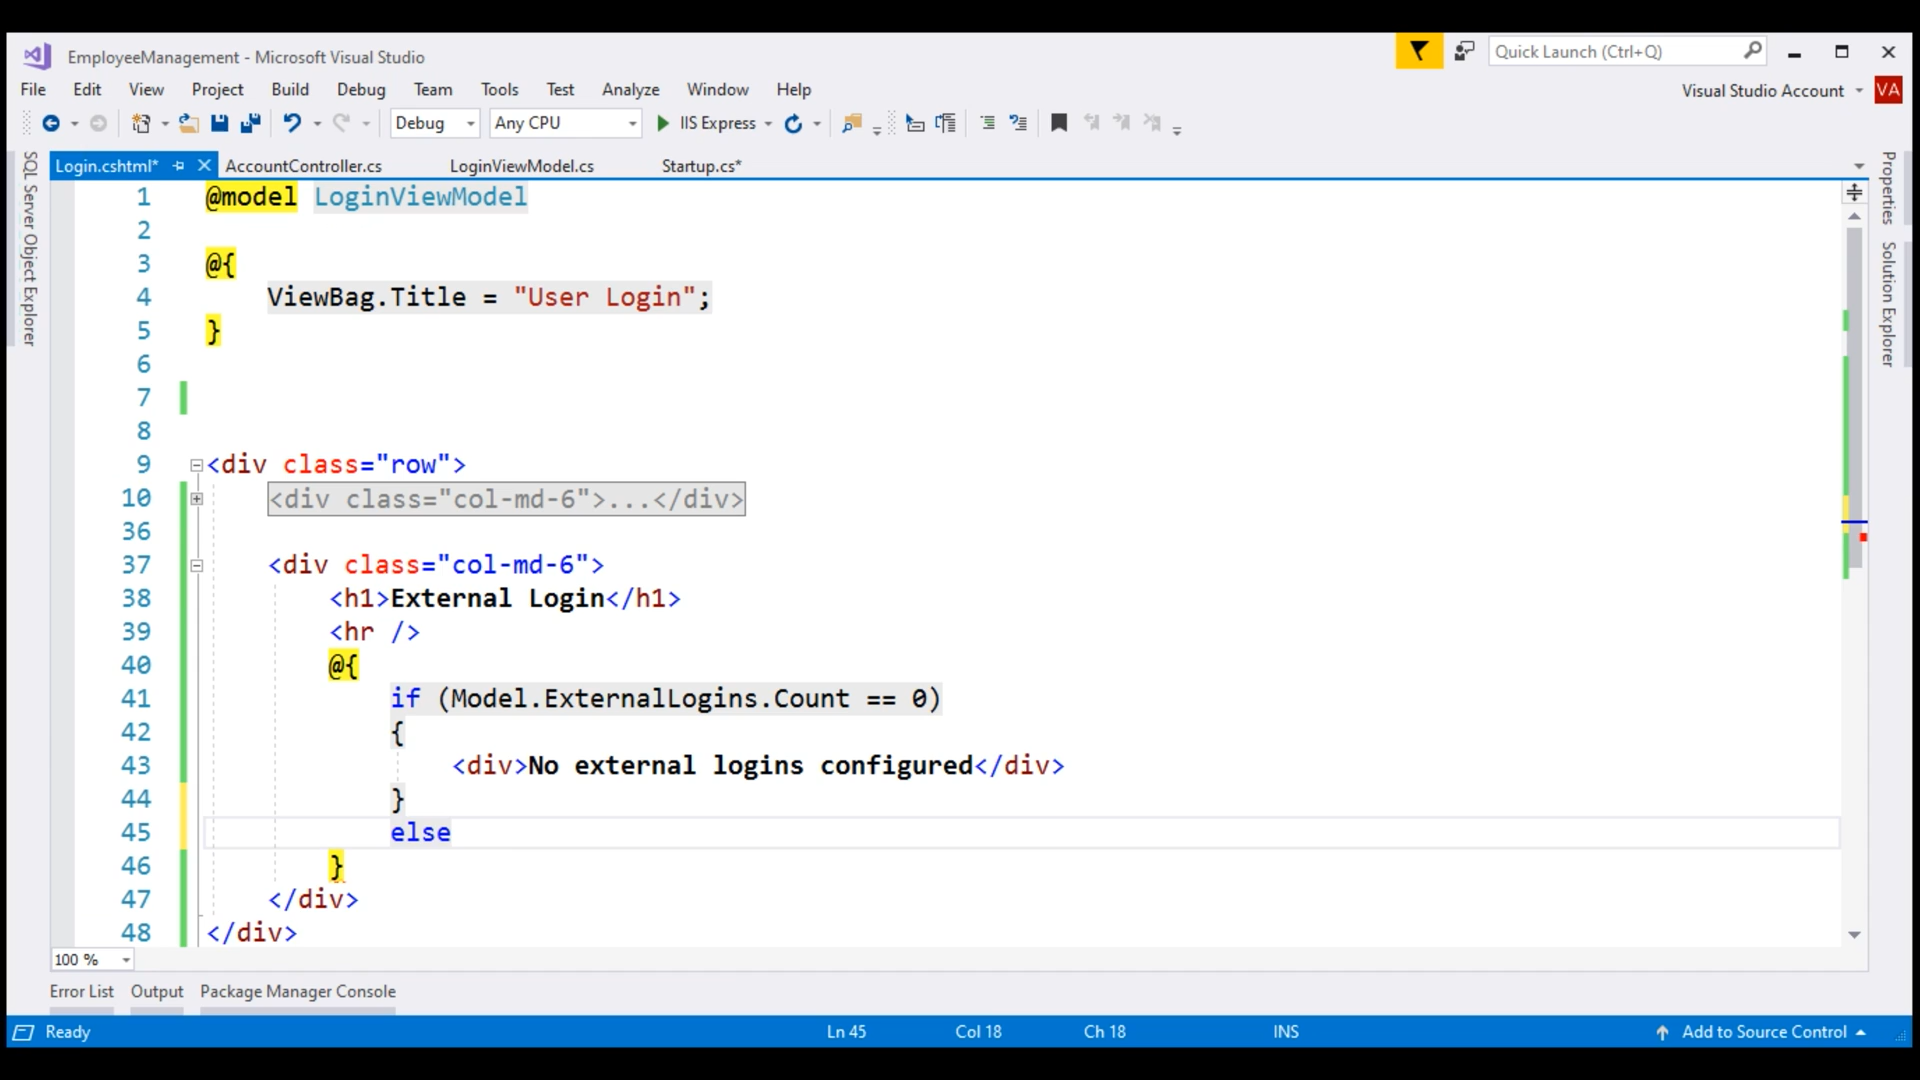 EmployeeManagement - Microsoft Visual Studio
Quick Launch (Ctrl+Q)
File Edit View Project Build Debug Team Tools Test Analyze Window Help
Visual Studio Account
VA
Debug Any CPU IIS Express
Login.cshtml* AccountController.cs LoginViewModel.cs Startup.cs*
SQL Server Object Explorer
Properties
Solution Explorer
1 @model LoginViewModel
2
3 @{
4 ViewBag.Title = "User Login";
5 }
6
7
8
9 <div class="row">
10 <div class="col-md-6">...</div>
36
37 <div class="col-md-6">
38 <h1>External Login</h1>
39 <hr />
40 @{
41 if (Model.ExternalLogins.Count == 0)
42 {
43 <div>No external logins configured</div>
44 }
45 else
46 }
47 </div>
48 </div>
100 %
Error List Output Package Manager Console
Ready Ln 45 Col 18 Ch 18 INS Add to Source Control